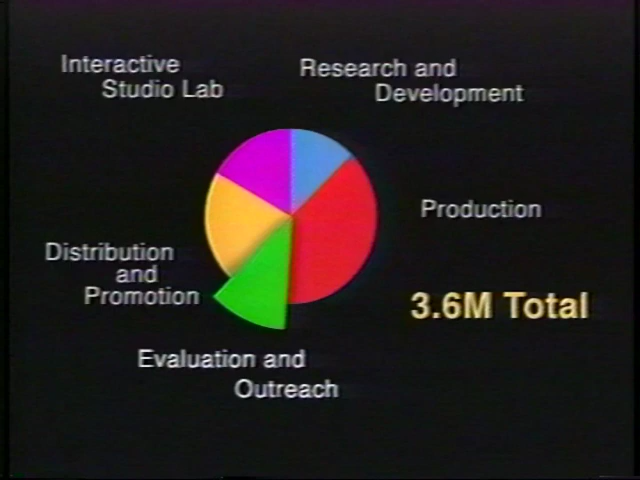 Interactive
Studio Lab
Research and
Development
Production
Distribution
and
Promotion
3.6M Total
Evaluation and
Outreach